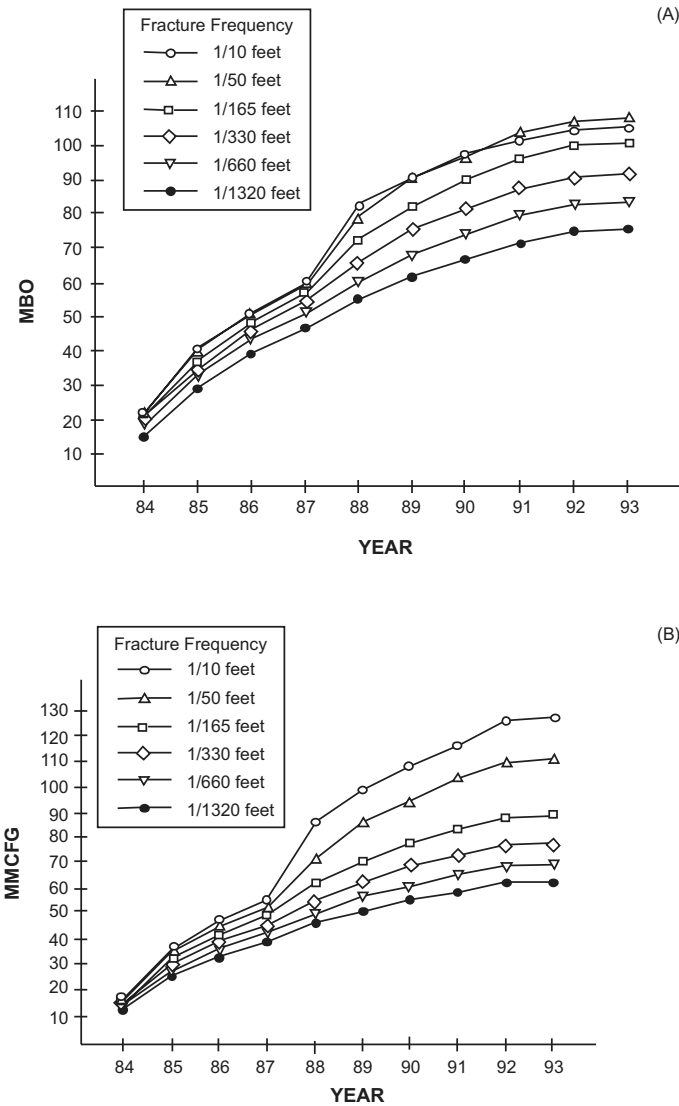 (A)
Fracture Frequency
1/10 feet
1/50 feet
1/165 feet
1/330 feet
1/660 feet
1/1320 feet
110
100
90
80
70
60
50
40
30
20
10
MBO
84 85 86 87 88 89 90 91 92 93
YEAR
(B)
Fracture Frequency
1/10 feet
1/50 feet
1/165 feet
1/330 feet
1/660 feet
1/1320 feet
130
120
110
100
90
80
70
60
50
40
30
20
10
MMCFG
84 85 86 87 88 89 90 91 92 93
YEAR